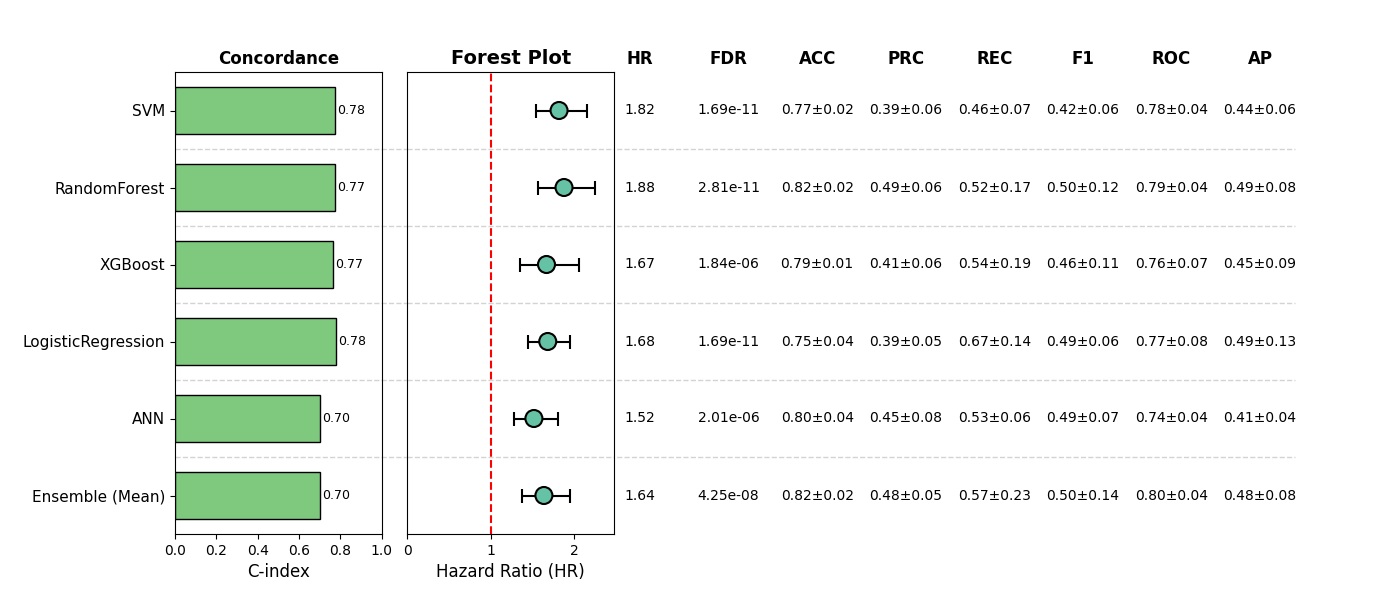 Concordance Forest Plot HR FDR ACC PRC REC F1 ROC AP
SVM 0.78 1.82 1.69e-11 0.77±0.02 0.39±0.06 0.46±0.07 0.42±0.06 0.78±0.04 0.44±0.06
RandomForest 0.77 1.88 2.81e-11 0.82±0.02 0.49±0.06 0.52±0.17 0.50±0.12 0.79±0.04 0.49±0.08
XGBoost 0.77 1.67 1.84e-06 0.79±0.01 0.41±0.06 0.54±0.19 0.46±0.11 0.76±0.07 0.45±0.09
LogisticRegression 0.78 1.68 1.69e-11 0.75±0.04 0.39±0.05 0.67±0.14 0.49±0.06 0.77±0.08 0.49±0.13
ANN 0.70 1.52 2.01e-06 0.80±0.04 0.45±0.08 0.53±0.06 0.49±0.07 0.74±0.04 0.41±0.04
Ensemble (Mean) 0.70 1.64 4.25e-08 0.82±0.02 0.48±0.05 0.57±0.23 0.50±0.14 0.80±0.04 0.48±0.08
0.0 0.2 0.4 0.6 0.8 1.0 0 1 2
C-index Hazard Ratio (HR)